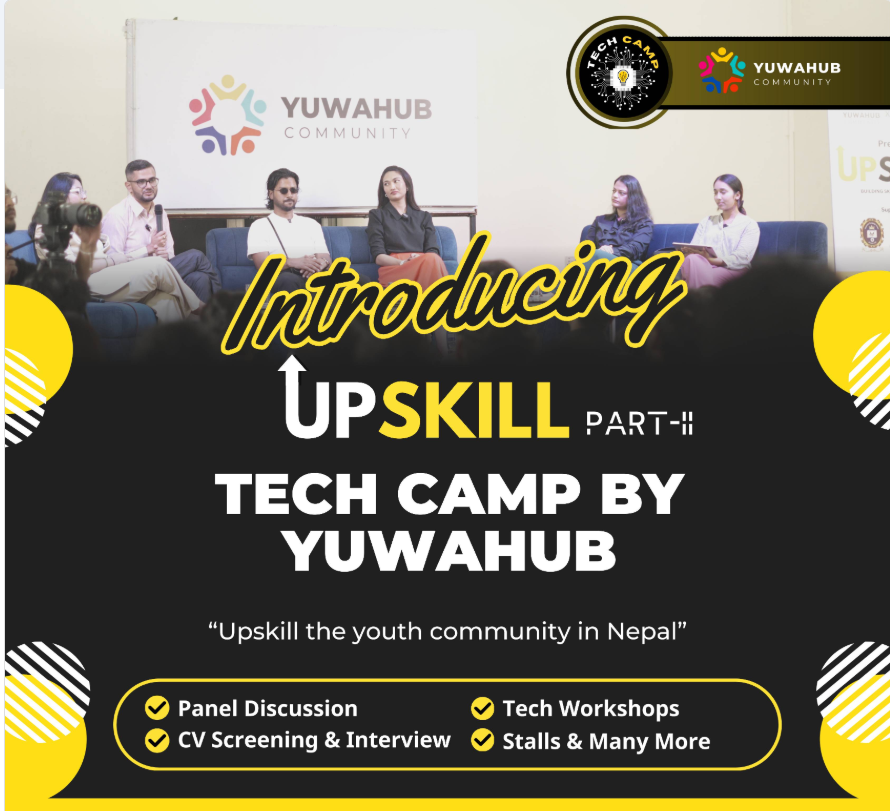 TECH CAMP
YUWAHUB
COMMUNITY
YUWAHUB
COMMUNITY
Introducing
UPSKILL PART-II
TECH CAMP BY
YUWAHUB
“Upskill the youth community in Nepal”
Panel Discussion
Tech Workshops
CV Screening & Interview
Stalls & Many More